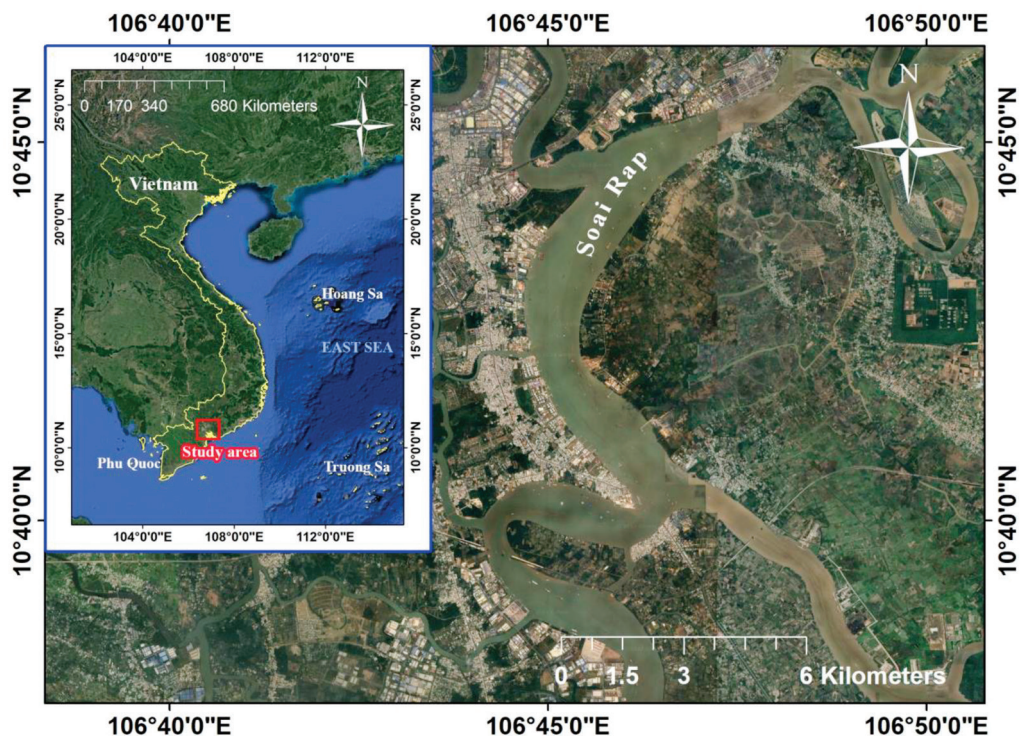 106°40'0"E
106°45'0"E
106°50'0"E
104°0'0"E
108°0'0"E
112°0'0"E
0 170 340 680 Kilometers
N
N
25°0'0"N
20°0'0"N
15°0'0"N
10°0'0"N
10°45'0"N
10°45'0"N
Vietnam
Soai Rap
Hoang Sa
EAST SEA
Phu Quoc
Study area
Truong Sa
104°0'0"E
108°0'0"E
112°0'0"E
25°0'0"N
20°0'0"N
15°0'0"N
10°0'0"N
10°40'0"N
10°40'0"N
0 1.5 3 6 Kilometers
106°40'0"E
106°45'0"E
106°50'0"E